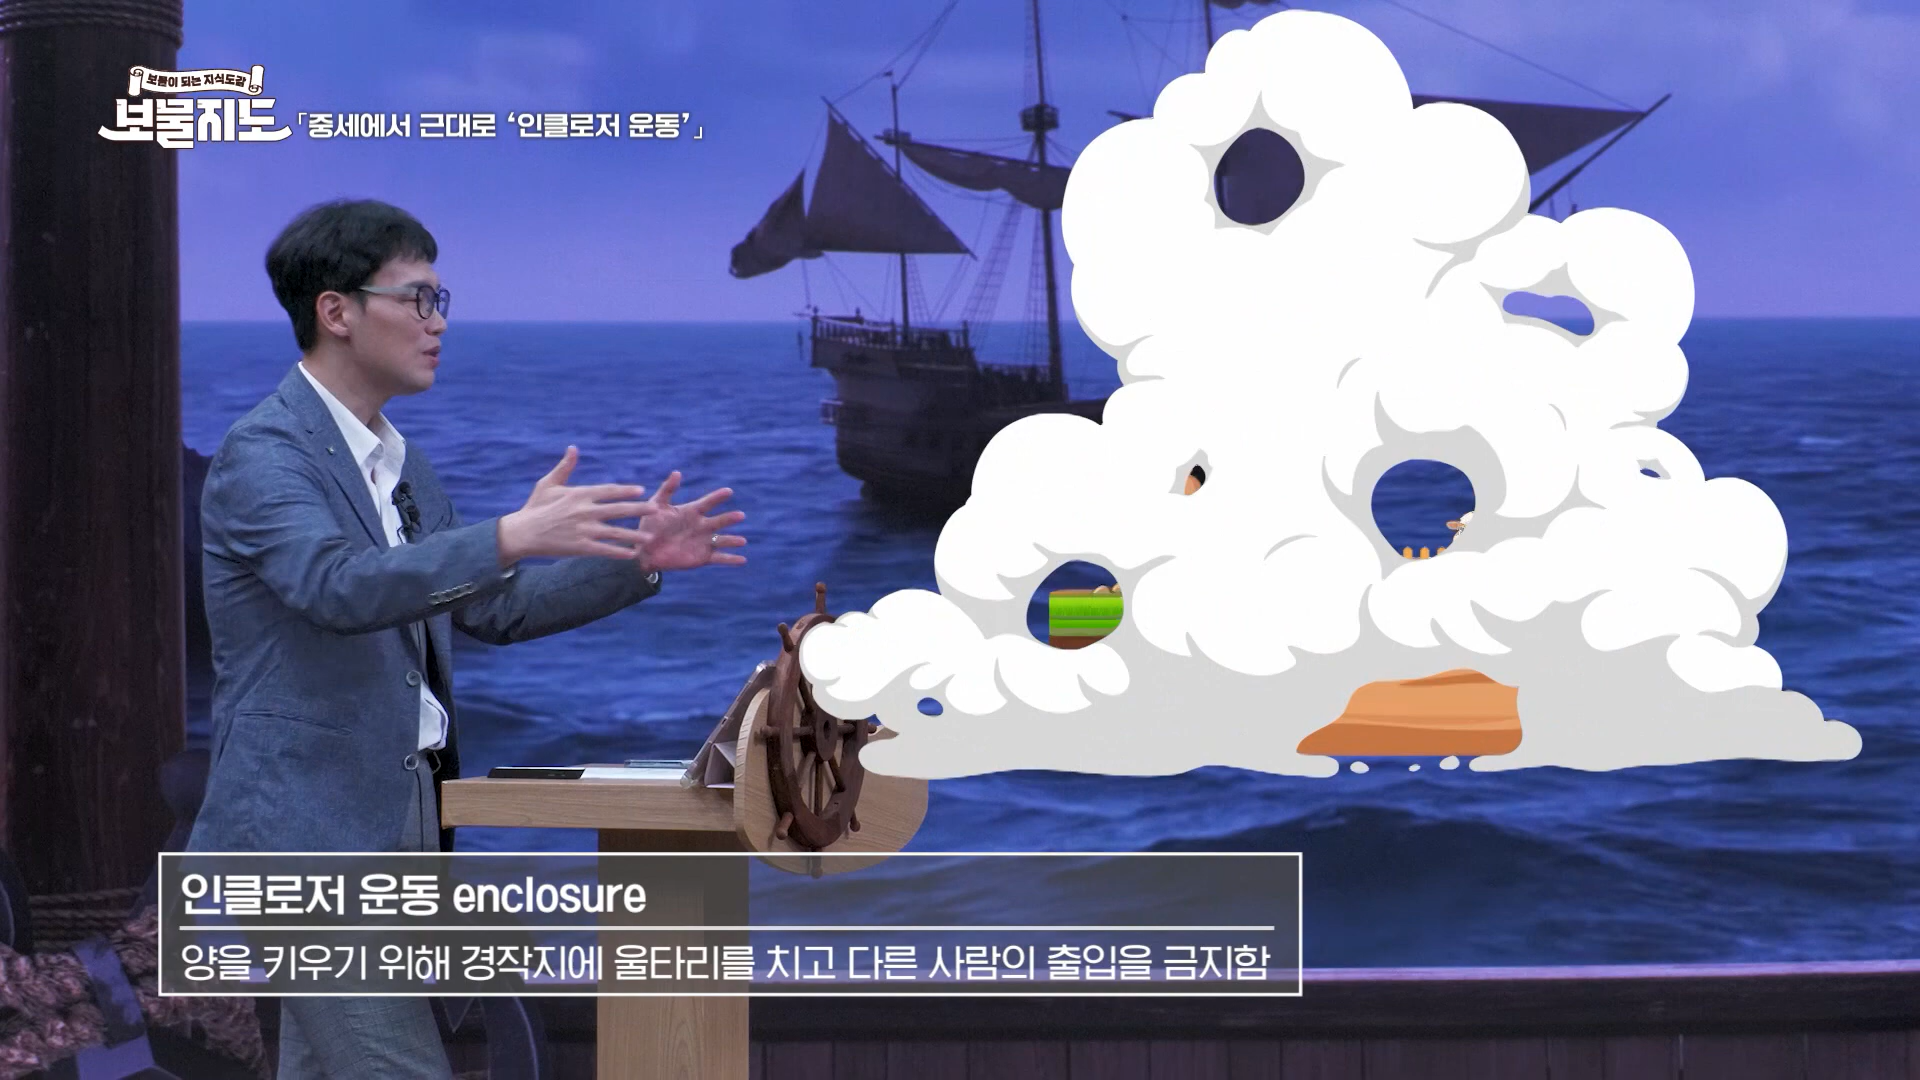 보물이 되는 지식도감
보물지도
「중세에서 근대로 ‘인클로저 운동’」
인클로저 운동 enclosure
양을 키우기 위해 경작지에 울타리를 치고 다른 사람의 출입을 금지함